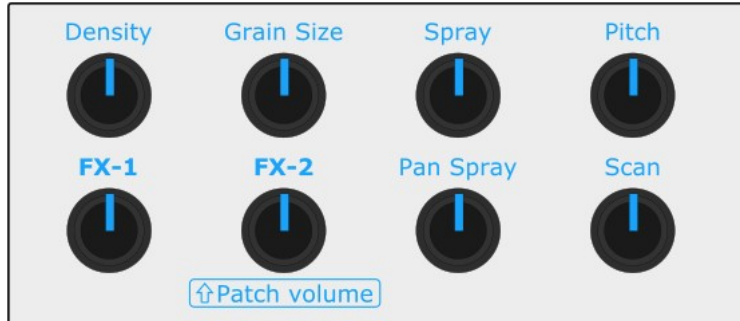 Density Grain Size Spray Pitch
FX-1 FX-2 Pan Spray Scan
⇧Patch volume